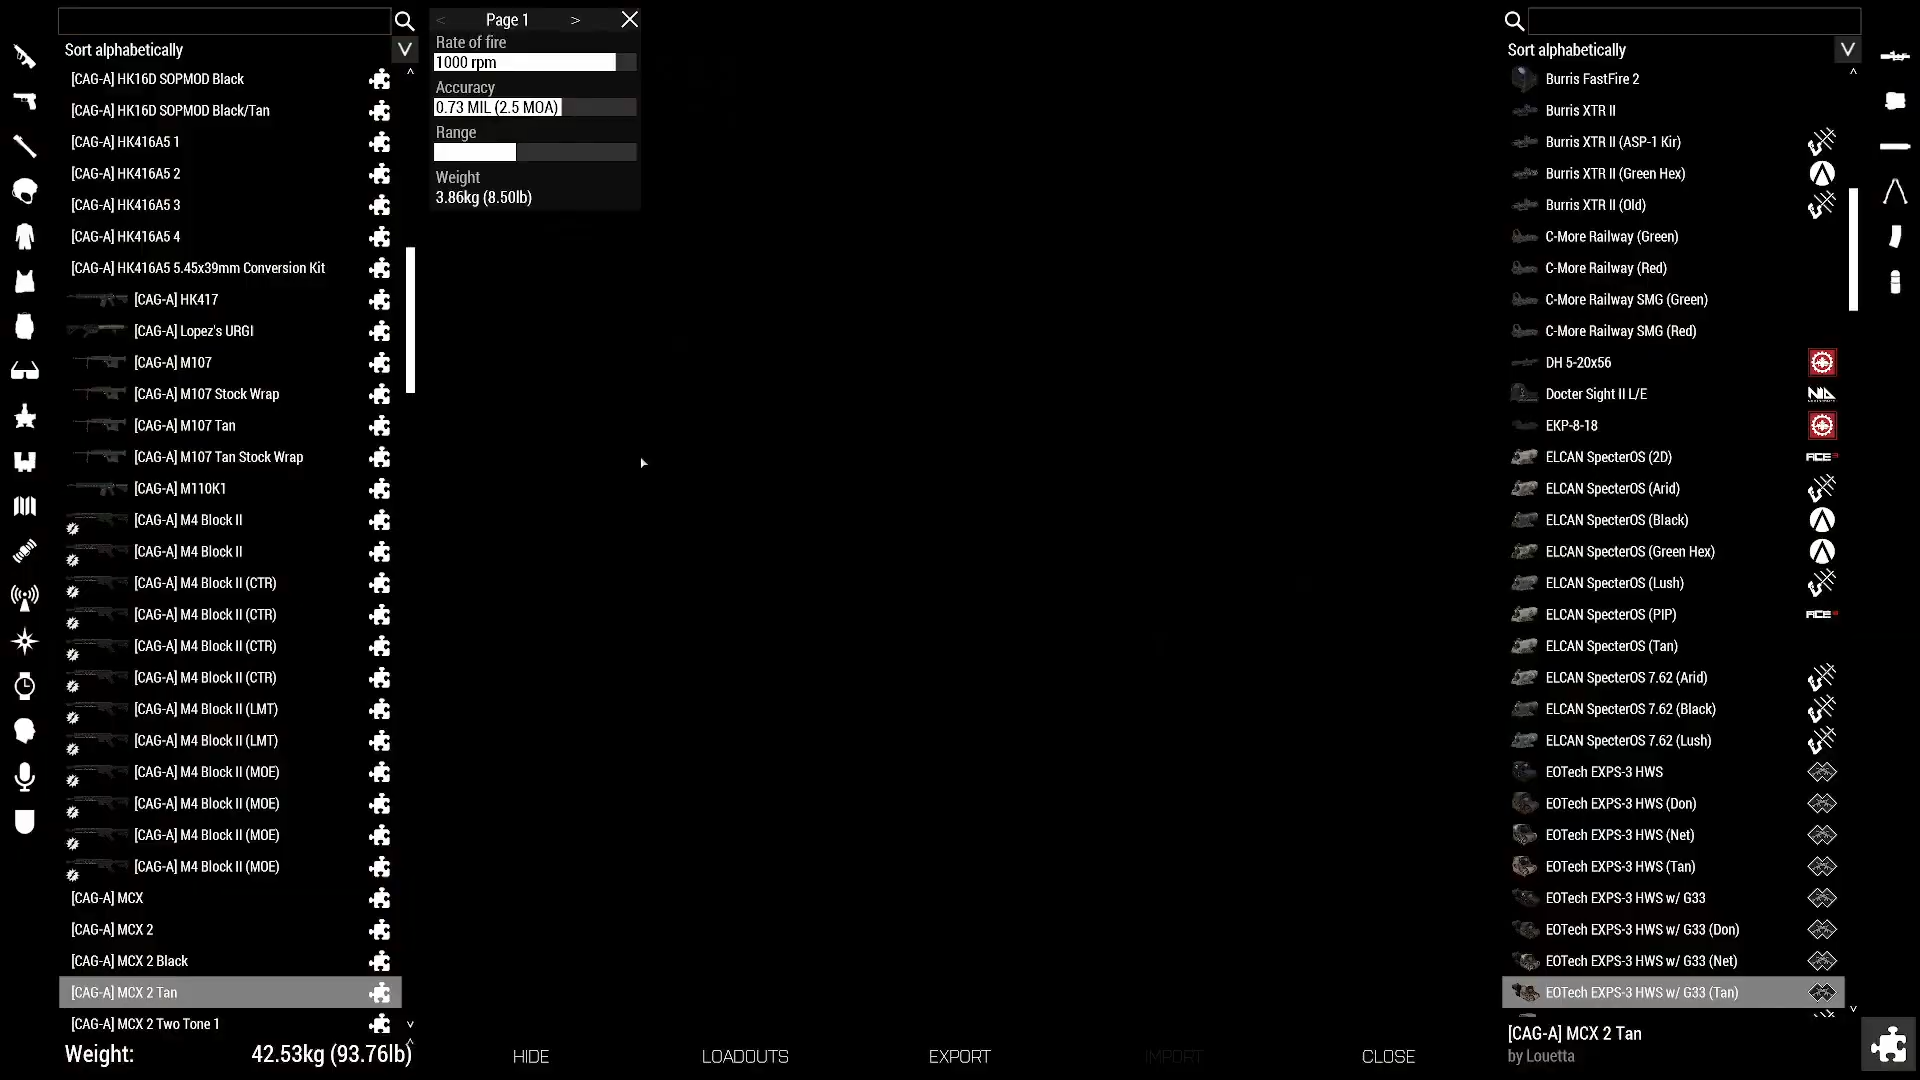 Sort alphabetically
V
[CAG-A] HK16D SOPMOD Black
[CAG-A] HK16D SOPMOD Black/Tan
[CAG-A] HK416A5 1
[CAG-A] HK416A5 2
[CAG-A] HK416A5 3
[CAG-A] HK416A5 4
[CAG-A] HK416A5 5.45x39mm Conversion Kit
[CAG-A] HK417
[CAG-A] Lopez's URGI
[CAG-A] M107
[CAG-A] M107 Stock Wrap
[CAG-A] M107 Tan
[CAG-A] M107 Tan Stock Wrap
[CAG-A] M110K1
[CAG-A] M4 Block II
[CAG-A] M4 Block II
[CAG-A] M4 Block II (CTR)
[CAG-A] M4 Block II (CTR)
[CAG-A] M4 Block II (CTR)
[CAG-A] M4 Block II (CTR)
[CAG-A] M4 Block II (LMT)
[CAG-A] M4 Block II (LMT)
[CAG-A] M4 Block II (MOE)
[CAG-A] M4 Block II (MOE)
[CAG-A] M4 Block II (MOE)
[CAG-A] M4 Block II (MOE)
[CAG-A] MCX
[CAG-A] MCX 2
[CAG-A] MCX 2 Black
[CAG-A] MCX 2 Tan
[CAG-A] MCX 2 Two Tone 1
Weight: 42.53kg (93.76lb)
< Page 1 > X
Rate of fire
1000 rpm
Accuracy
0.73 MIL (2.5 MOA)
Range
Weight
3.86kg (8.50lb)
HIDE LOADOUTS EXPORT IMPORT CLOSE
Sort alphabetically
V
Burris FastFire 2
Burris XTR II
Burris XTR II (ASP-1 Kir)
Burris XTR II (Green Hex)
Burris XTR II (Old)
C-More Railway (Green)
C-More Railway (Red)
C-More Railway SMG (Green)
C-More Railway SMG (Red)
DH 5-20x56
Docter Sight II L/E
EKP-8-18
ELCAN SpecterOS (2D) ACE3
ELCAN SpecterOS (Arid)
ELCAN SpecterOS (Black)
ELCAN SpecterOS (Green Hex)
ELCAN SpecterOS (Lush)
ELCAN SpecterOS (PIP) ACE3
ELCAN SpecterOS (Tan)
ELCAN SpecterOS 7.62 (Arid)
ELCAN SpecterOS 7.62 (Black)
ELCAN SpecterOS 7.62 (Lush)
EOTech EXPS-3 HWS
EOTech EXPS-3 HWS (Don)
EOTech EXPS-3 HWS (Net)
EOTech EXPS-3 HWS (Tan)
EOTech EXPS-3 HWS w/ G33
EOTech EXPS-3 HWS w/ G33 (Don)
EOTech EXPS-3 HWS w/ G33 (Net)
EOTech EXPS-3 HWS w/ G33 (Tan)
[CAG-A] MCX 2 Tan
by Louetta